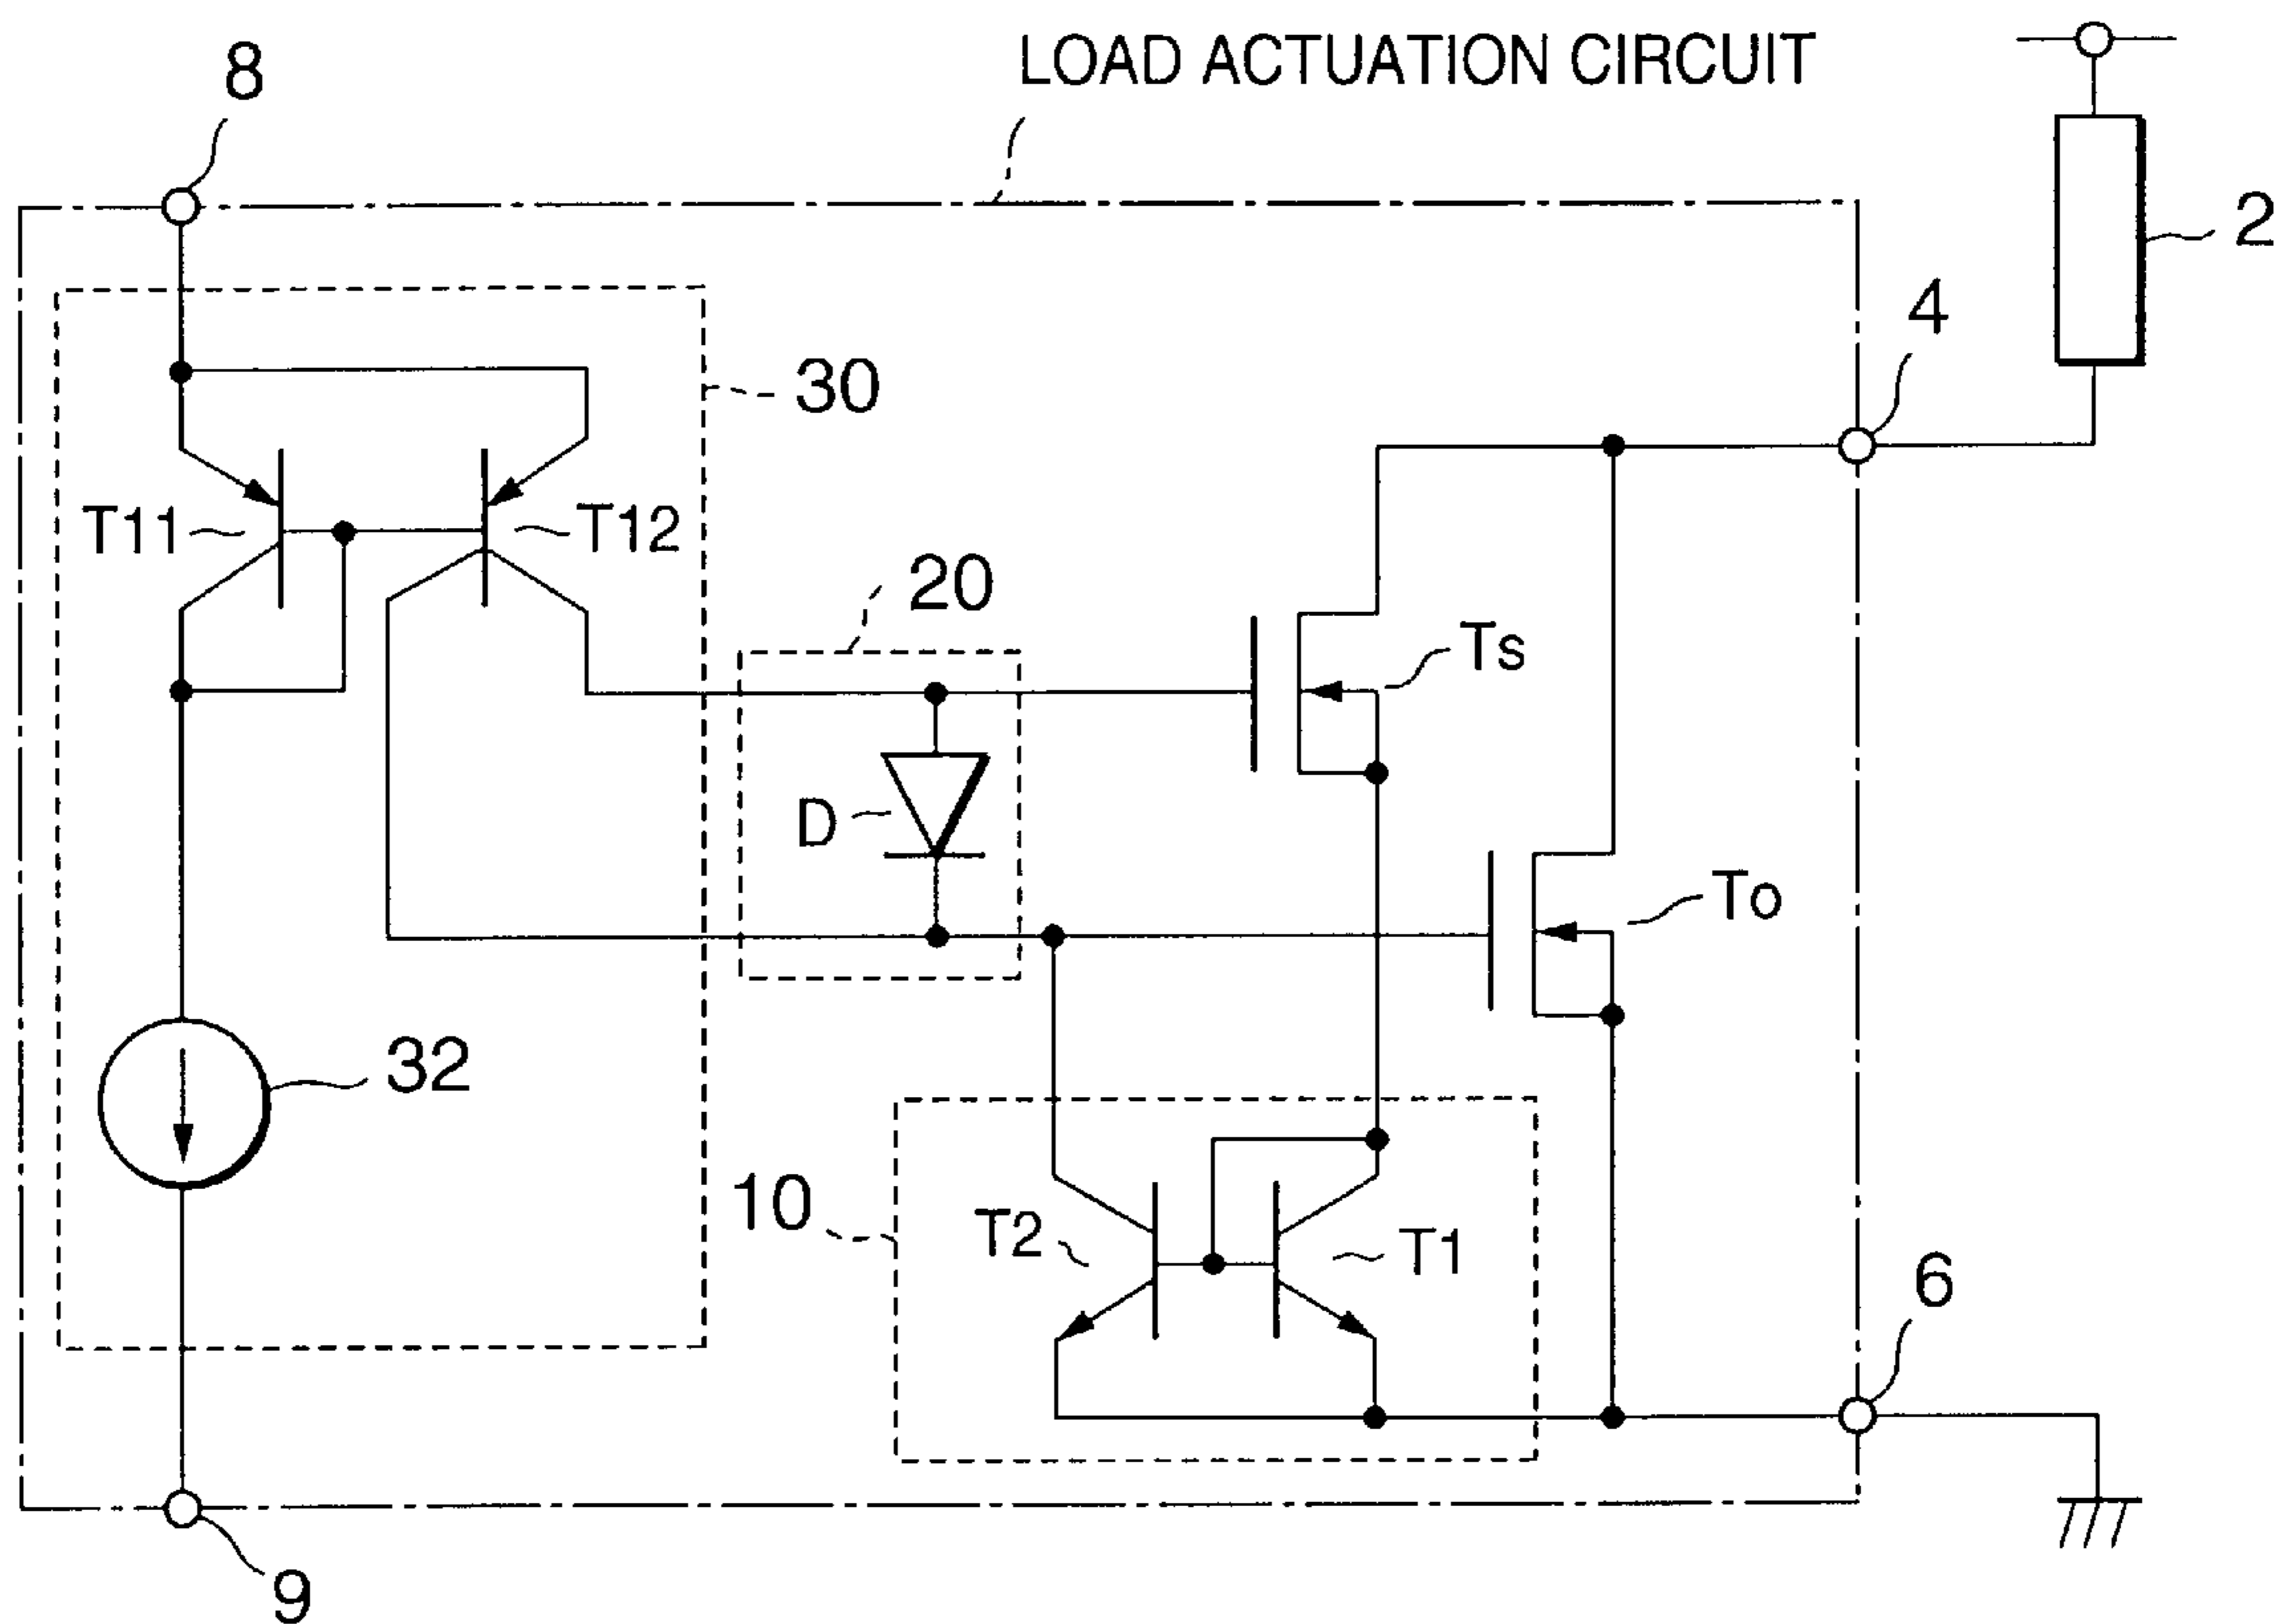 LOAD ACTUATION CIRCUIT
8
2
4
30
T11
T12
20
Ts
D
To
32
10
T2
T1
6
9